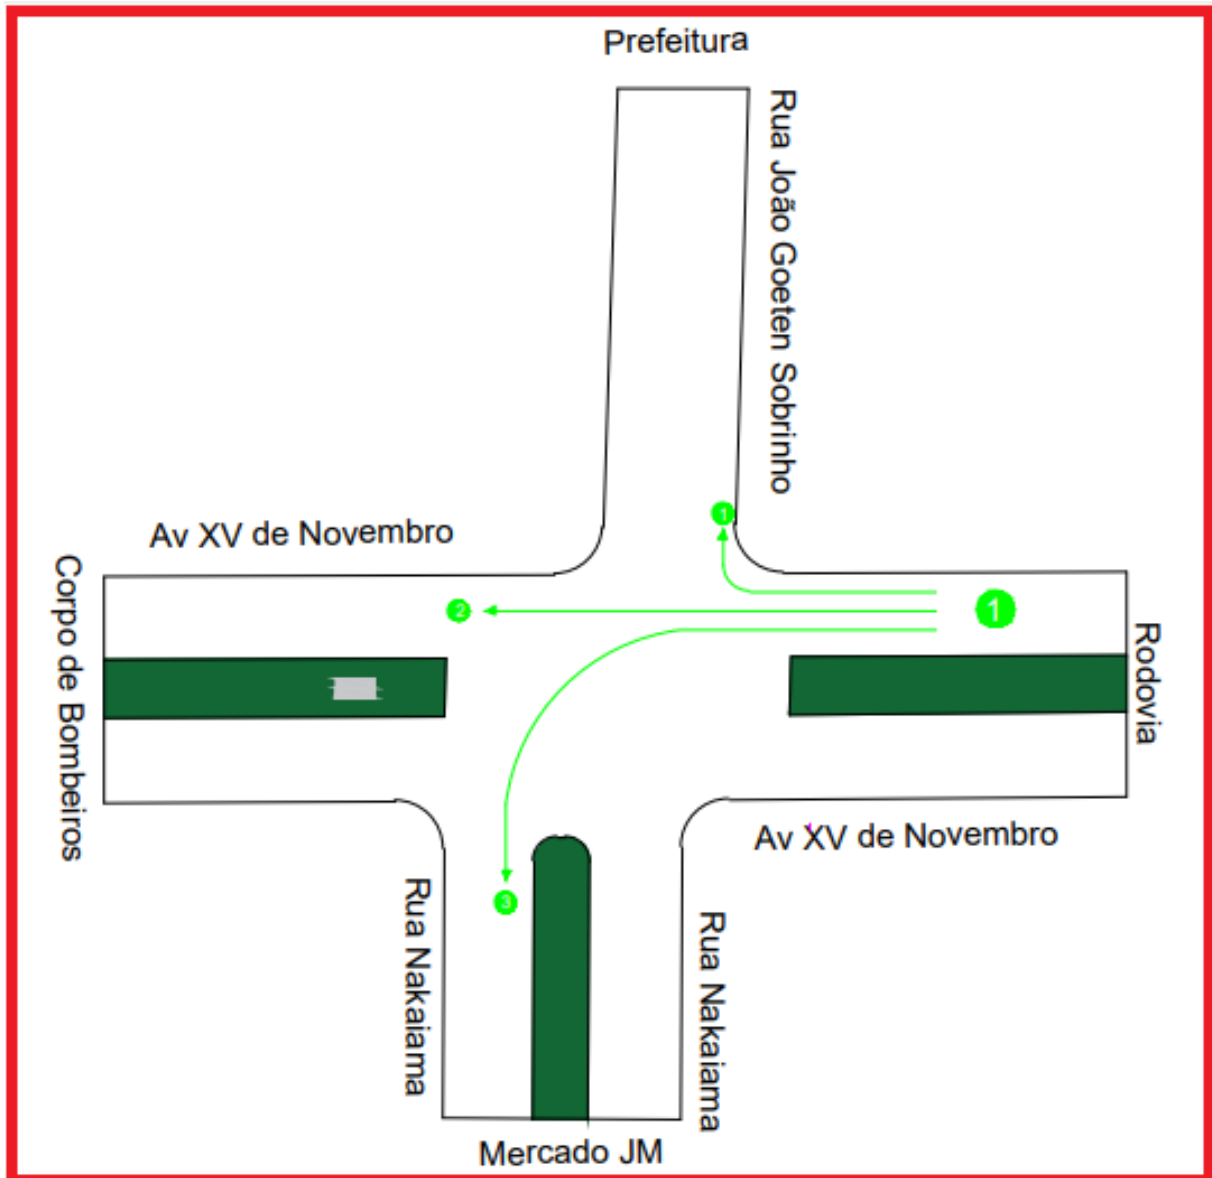 Prefeitura
Rua João Goeten Sobrinho
1
Av XV de Novembro
Corpo de Bombeiros
2
1
Rodovia
Av XV de Novembro
3
Rua Nakaiama
Rua Nakaiama
Mercado JM